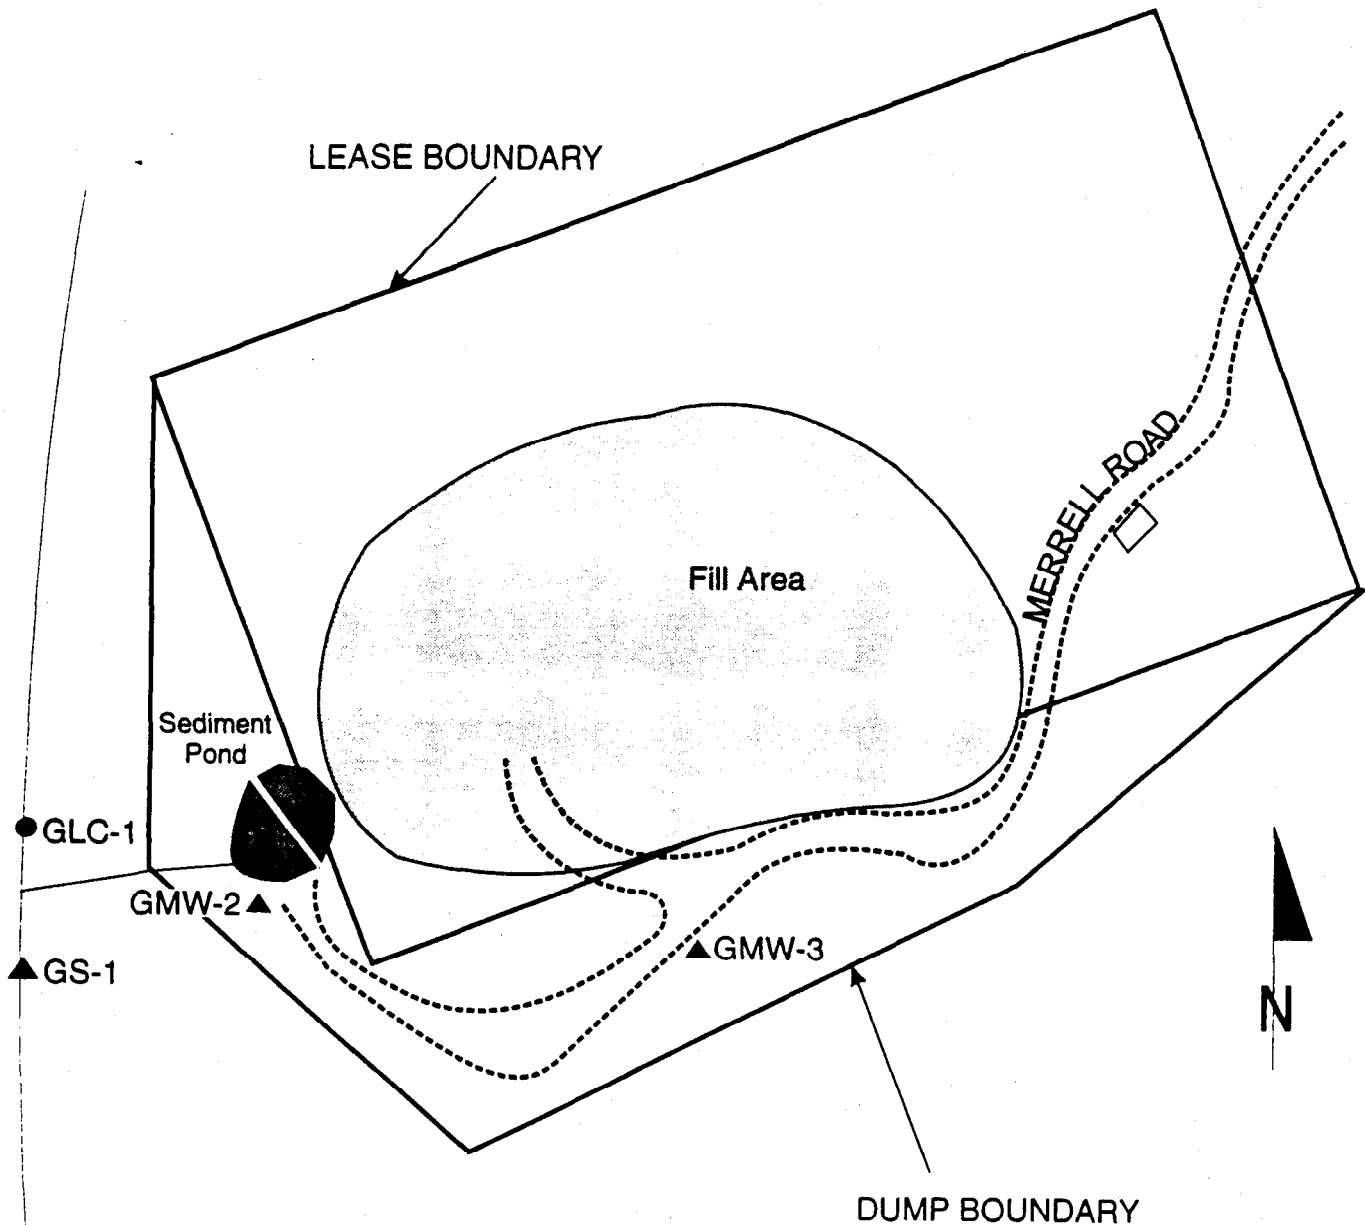 LEASE BOUNDARY
MERRELL ROAD
Fill Area
Sediment
Pond
GLC-1
GMW-2
GS-1
GMW-3
N
DUMP BOUNDARY